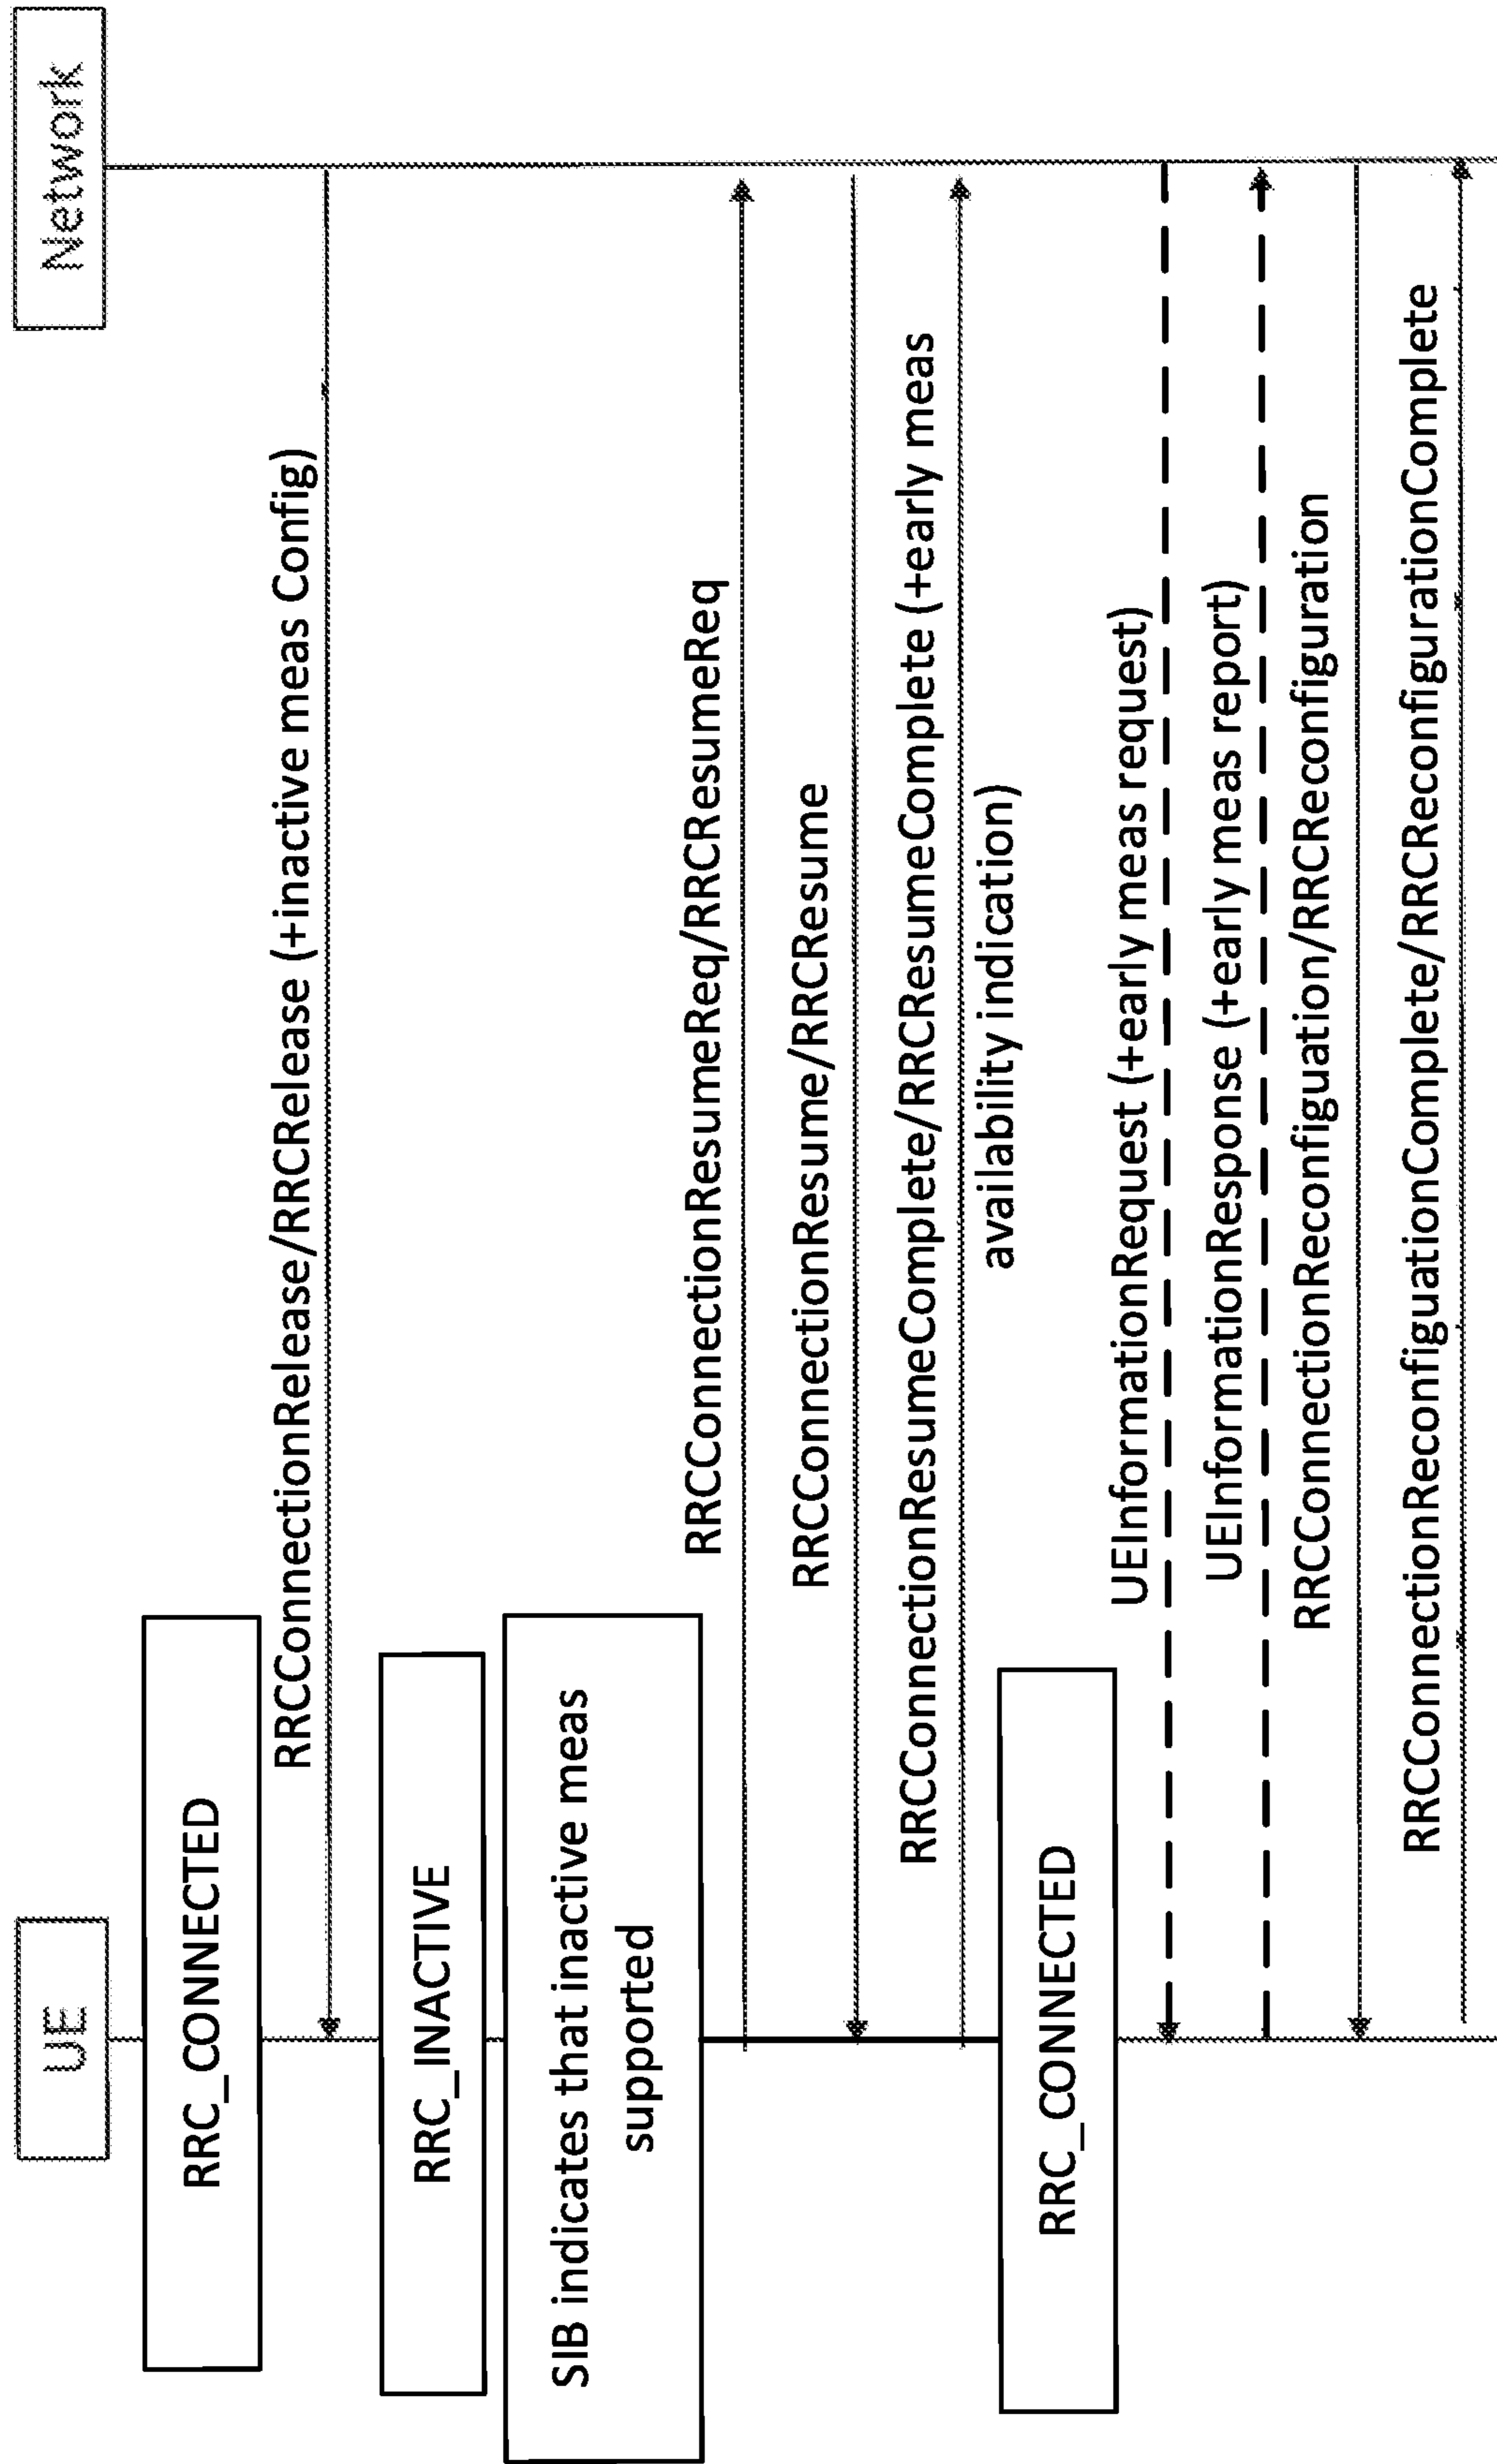 UE
Network
RRC_CONNECTED
RRCConnectionRelease/RRCRelease (+inactive meas Config)
RRC_INACTIVE
SIB indicates that inactive meas
supported
RRCConnectionResumeReq/RRCResumeReq
RRCConnectionResume/RRCResume
RRCConnectionResumeComplete/RRCResumeComplete (+early meas
availability indication)
RRC_CONNECTED
UEInformationRequest (+early meas request)
UEInformationResponse (+early meas report)
RRCConnectionReconfiguation/RRCReconfiguration
RRCConnectionReconfiguationComplete/RRCReconfigurationComplete